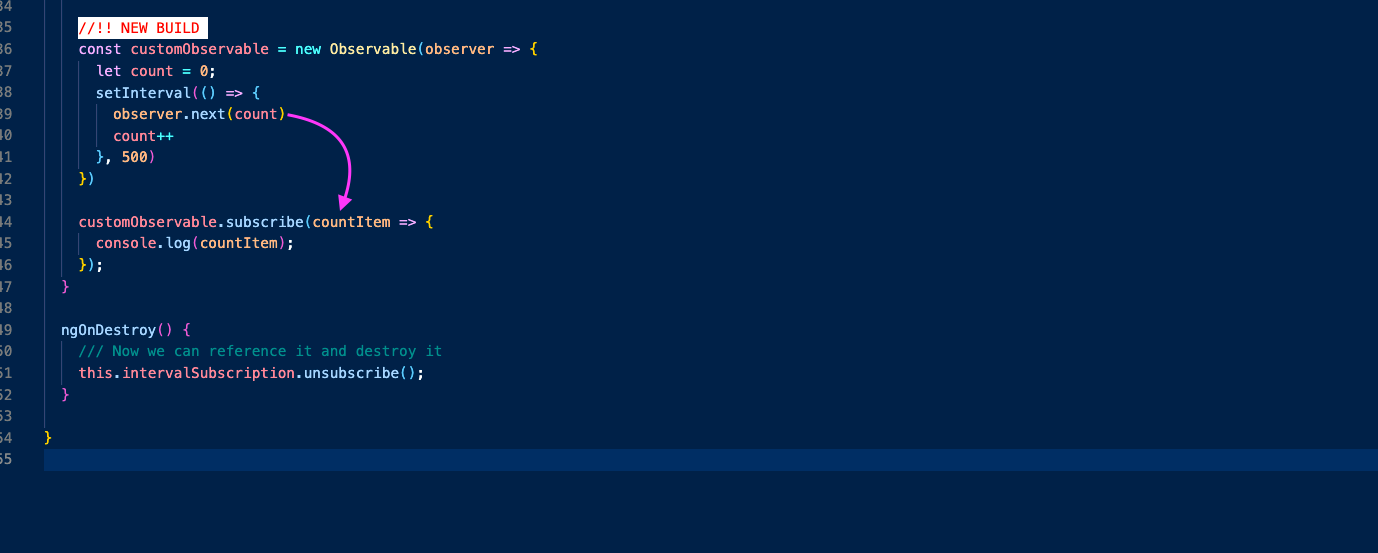 34
35 //!! NEW BUILD
36 const customObservable = new Observable(observer => {
37 let count = 0;
38 setInterval(() => {
39 observer.next(count)
40 count++
41 }, 500)
42 })
43
44 customObservable.subscribe(countItem => {
45 console.log(countItem);
46 });
47 }
48
49 ngOnDestroy() {
50 /// Now we can reference it and destroy it
51 this.intervalSubscription.unsubscribe();
52 }
53
54 }
55